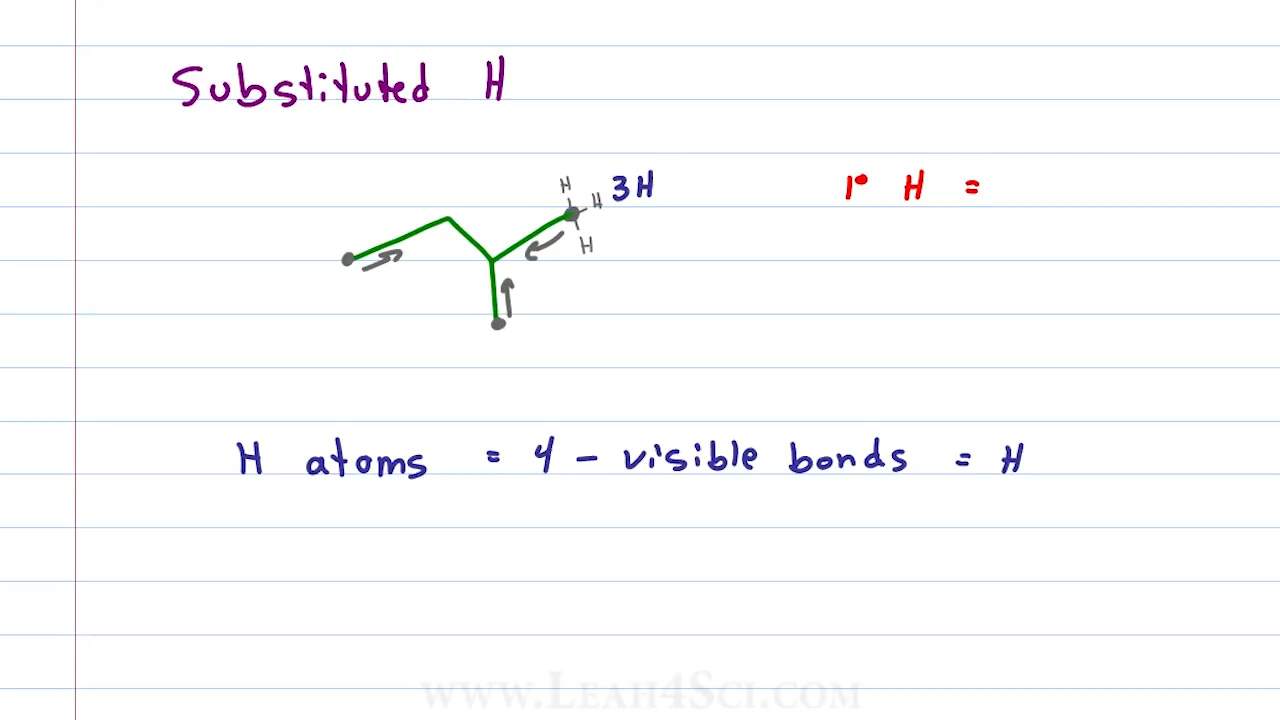 Substituted H
H H H 3H 1° H =
H atoms = 4 - visible bonds = H
www.Leah4Sci.com